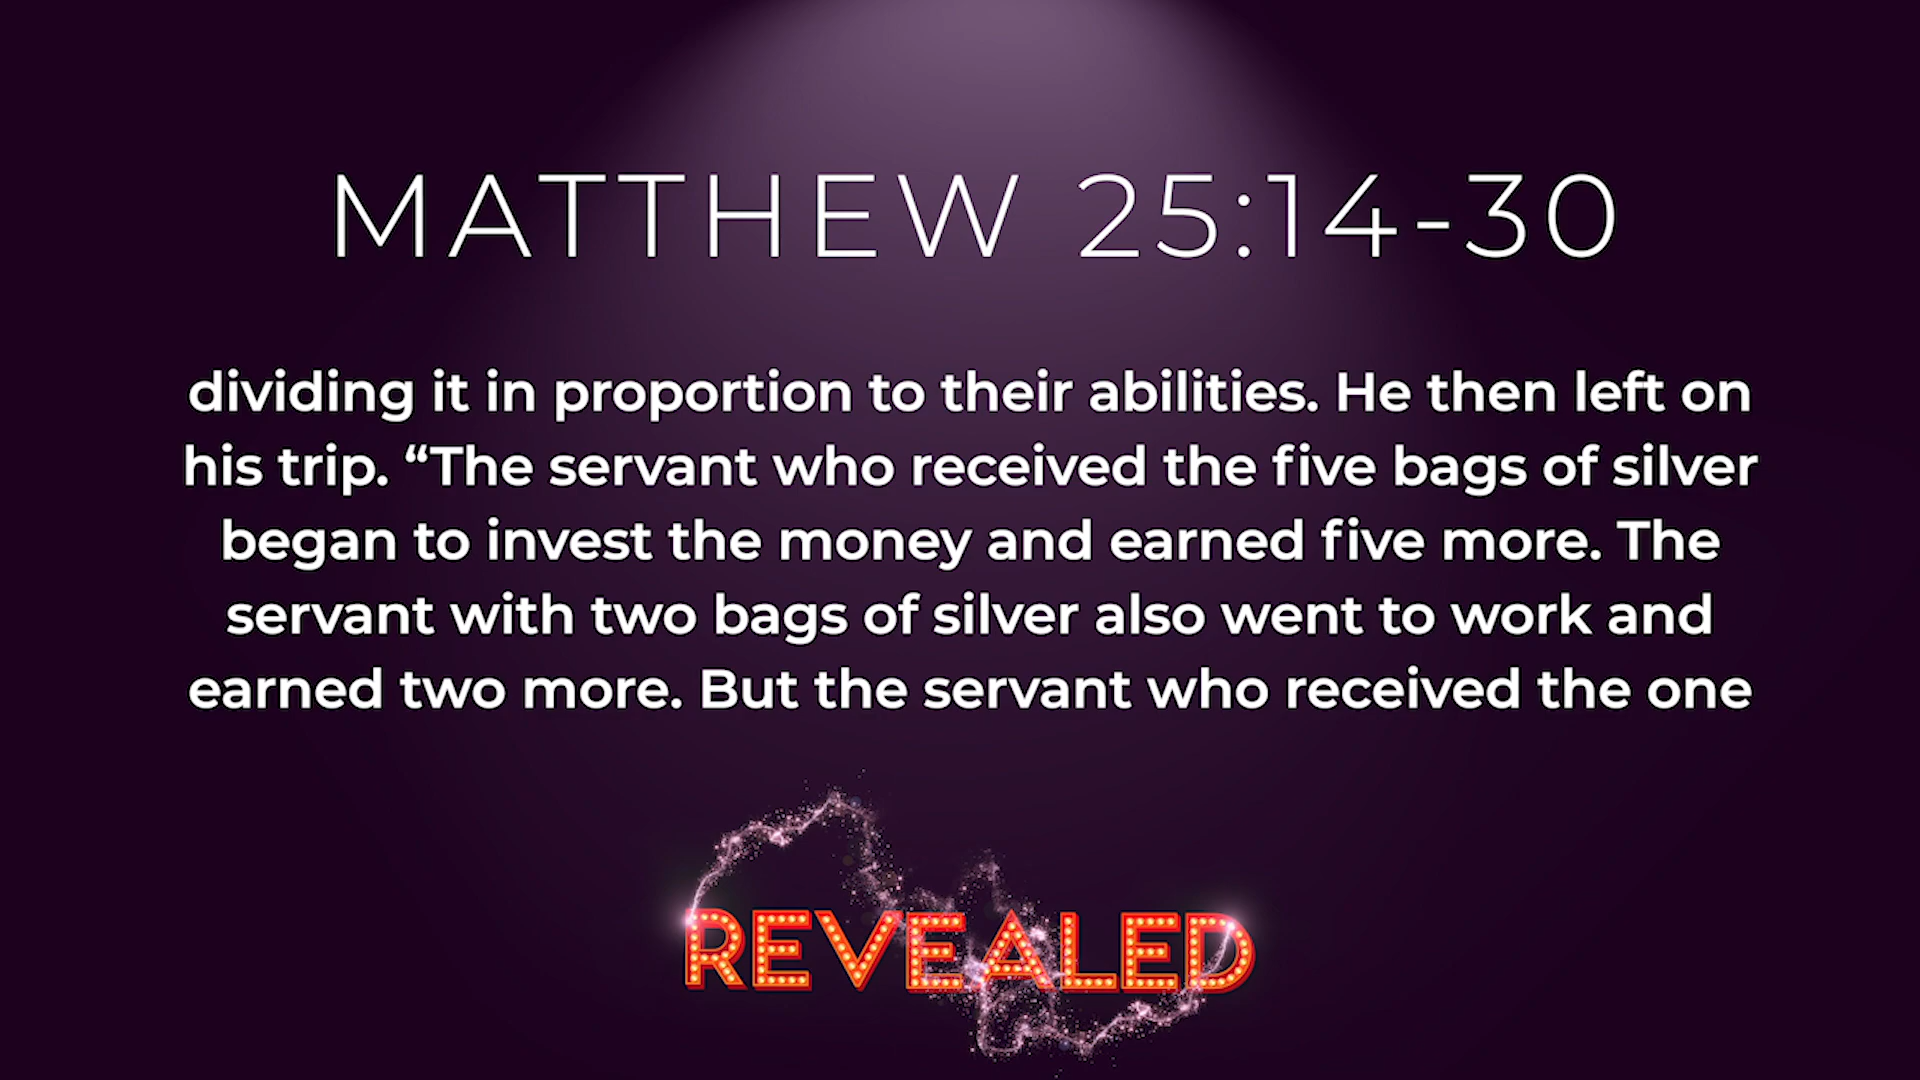 MATTHEW 25:14-30
dividing it in proportion to their abilities. He then left on
his trip. “The servant who received the five bags of silver
began to invest the money and earned five more. The
servant with two bags of silver also went to work and
earned two more. But the servant who received the one
REVEALED